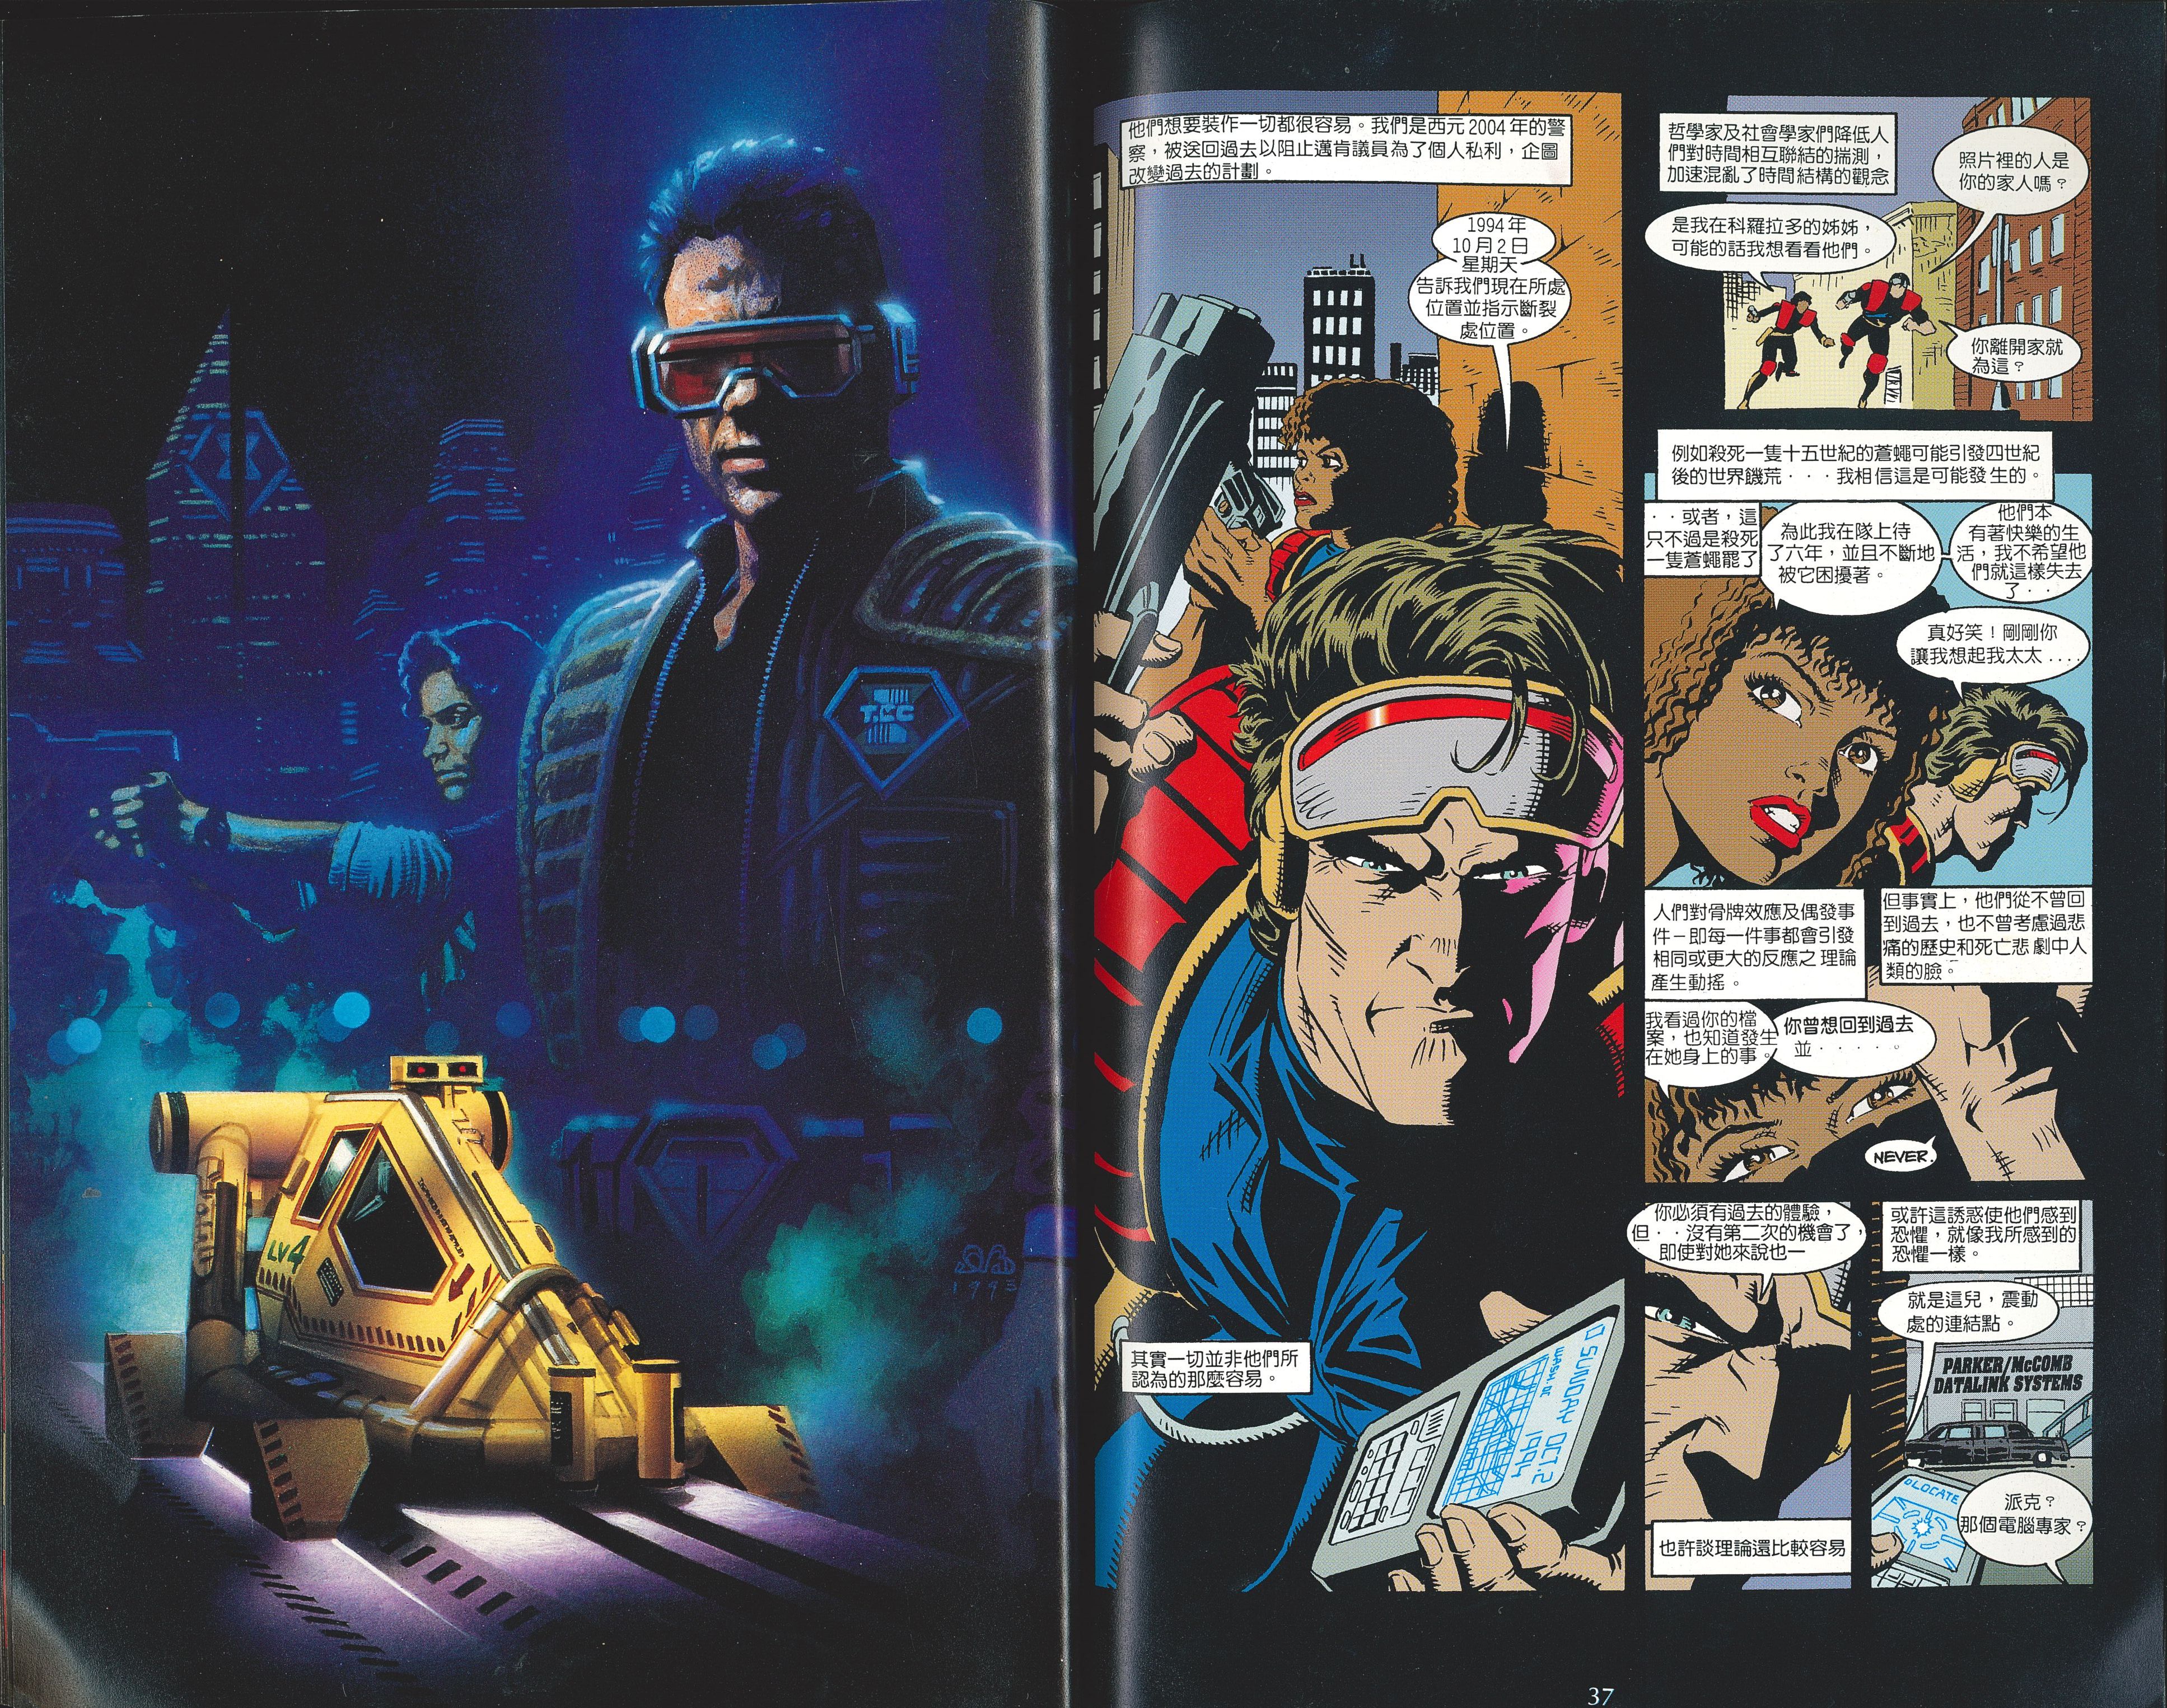 T.E.C
LV4
1993
他們想要裝作一切都很容易。我們是西元2004年的警
察，被送回過去以阻止邁肯議員為了個人私利，企圖
改變過去的計劃。
1994年
10月2日
星期天
告訴我們現在所處
位置並指示斷裂
處位置。
其實一切並非他們所
認為的那麼容易。
SUNDAY OCT.2
1994
WASH. DC
哲學家及社會學家們降低人
們對時間相互聯結的揣測，
加速混亂了時間結構的觀念
照片裡的人是
你的家人嗎？
是我在科羅拉多的姊姊，
可能的話我想看看他們。
你離開家就
為這？
例如殺死一隻十五世紀的蒼蠅可能引發四世紀
後的世界饑荒···我相信這是可能發生的。
··或者，這
只不過是殺死
一隻蒼蠅罷了
為此我在隊上待
了六年，並且不斷地
被它困擾著。
他們本
有著快樂的生
活，我不希望他
們就這樣失去
了···
真好笑！剛剛你
讓我想起我太太....
人們對骨牌效應及偶發事
件－即每一件事都會引發
相同或更大的反應之理論
產生動搖。
但事實上，他們從不曾回
到過去，也不曾考慮過悲
痛的歷史和死亡悲劇中人
類的臉。
我看過你的檔
案，也知道發生
在她身上的事。
你曾想回到過去
並·····。
NEVER.
你必須有過去的體驗，
但··沒有第二次的機會了，
即使對她來說也一
也許談理論還比較容易
或許這誘惑使他們感到
恐懼，就像我所感到的
恐懼一樣。
就是這兒，震動
處的連結點。
PARKER/McCOMB
DATALINK SYSTEMS
LOCATE
派克？
那個電腦專家？
37